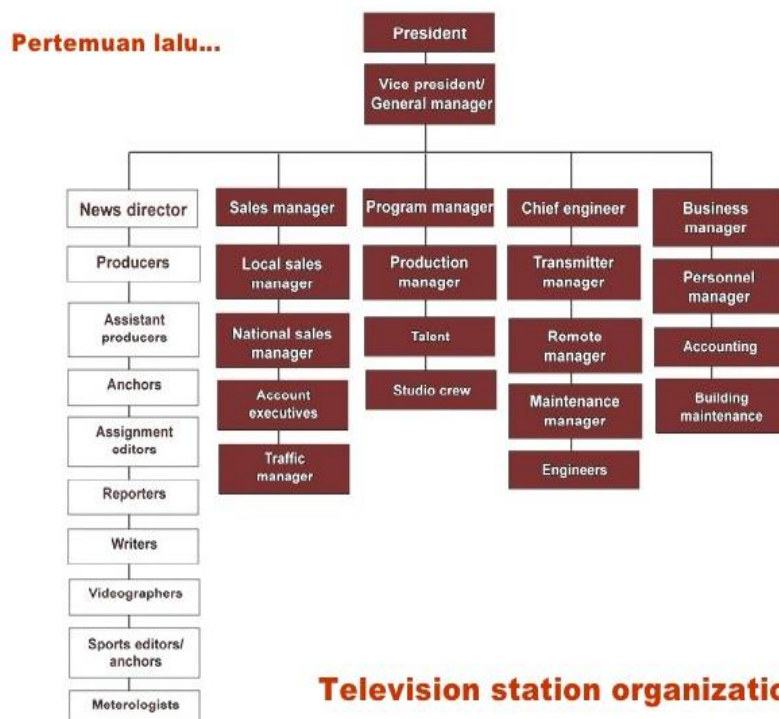 Pertemuan lalu...
President
Vice president/
General manager
News director
Producers
Assistant
producers
Anchors
Assignment
editors
Reporters
Writers
Videographers
Sports editors/
anchors
Meterologists
Sales manager
Local sales
manager
National sales
manager
Account
executives
Traffic
manager
Program manager
Production
manager
Talent
Studio crew
Chief engineer
Transmitter
manager
Remote
manager
Maintenance
manager
Engineers
Business
manager
Personnel
manager
Accounting
Building
maintenance
Television station organizatio